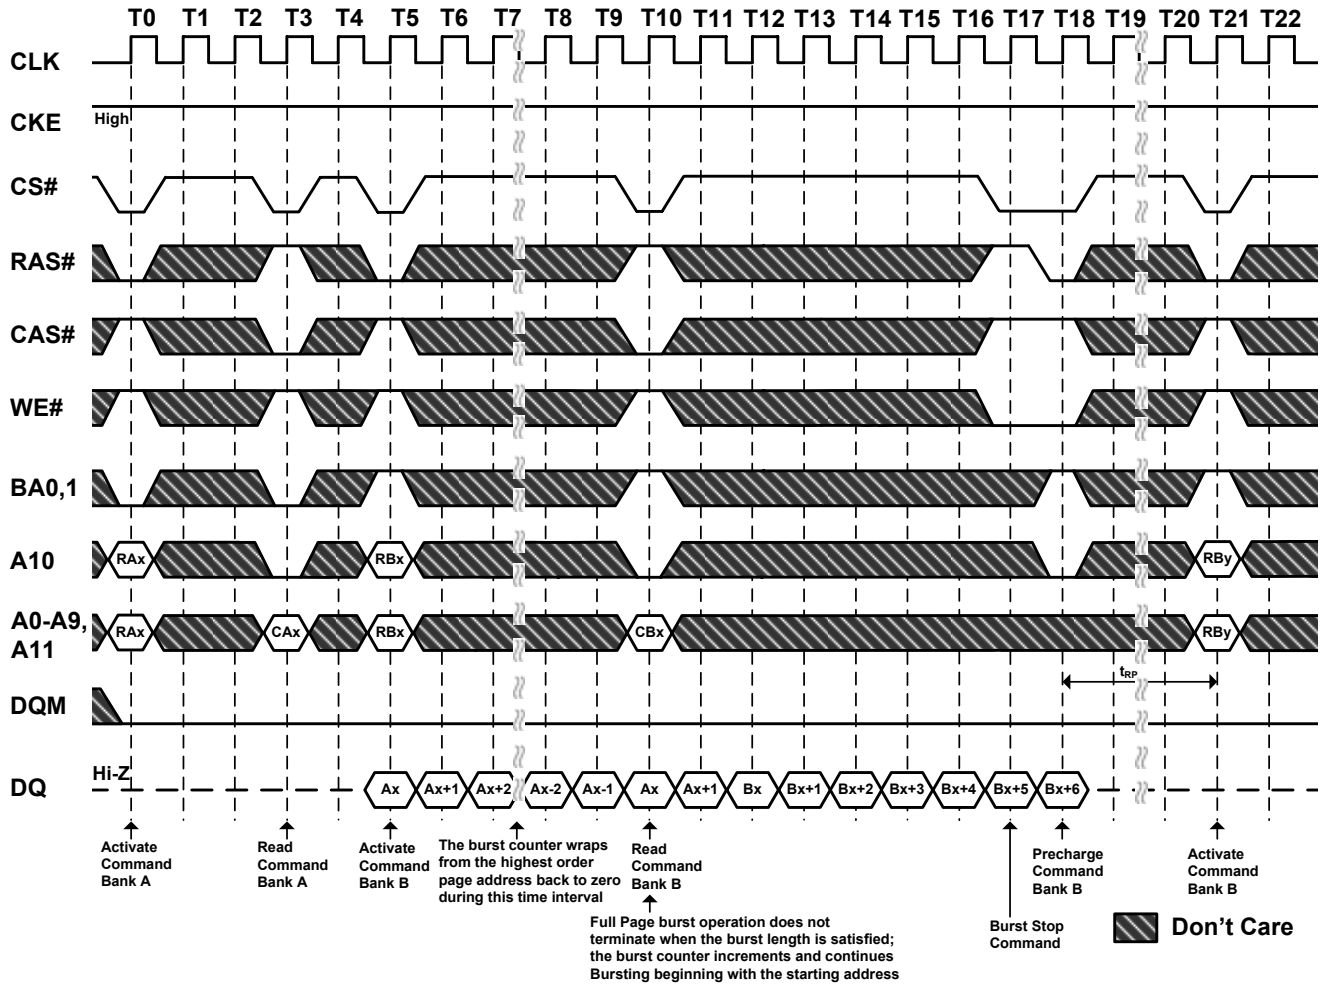 T0 T1 T2 T3 T4 T5 T6 T7 T8 T9 T10 T11 T12 T13 T14 T15 T16 T17 T18 T19 T20 T21 T22
CLK
CKE High
CS#
RAS#
CAS#
WE#
BA0,1
A10 RAx RBx RBy
A0-A9,
A11 RAx CAx RBx CBx RBy
tRP
DQM
Hi-Z
DQ Ax Ax+1 Ax+2 Ax-2 Ax-1 Ax Ax+1 Bx Bx+1 Bx+2 Bx+3 Bx+4 Bx+5 Bx+6
Activate
Command
Bank A
Read
Command
Bank A
Activate
Command
Bank B
The burst counter wraps
from the highest order
page address back to zero
during this time interval
Read
Command
Bank B
Precharge
Command
Bank B
Activate
Command
Bank B
Full Page burst operation does not
terminate when the burst length is satisfied;
the burst counter increments and continues
Bursting beginning with the starting address
Burst Stop
Command
Don't Care